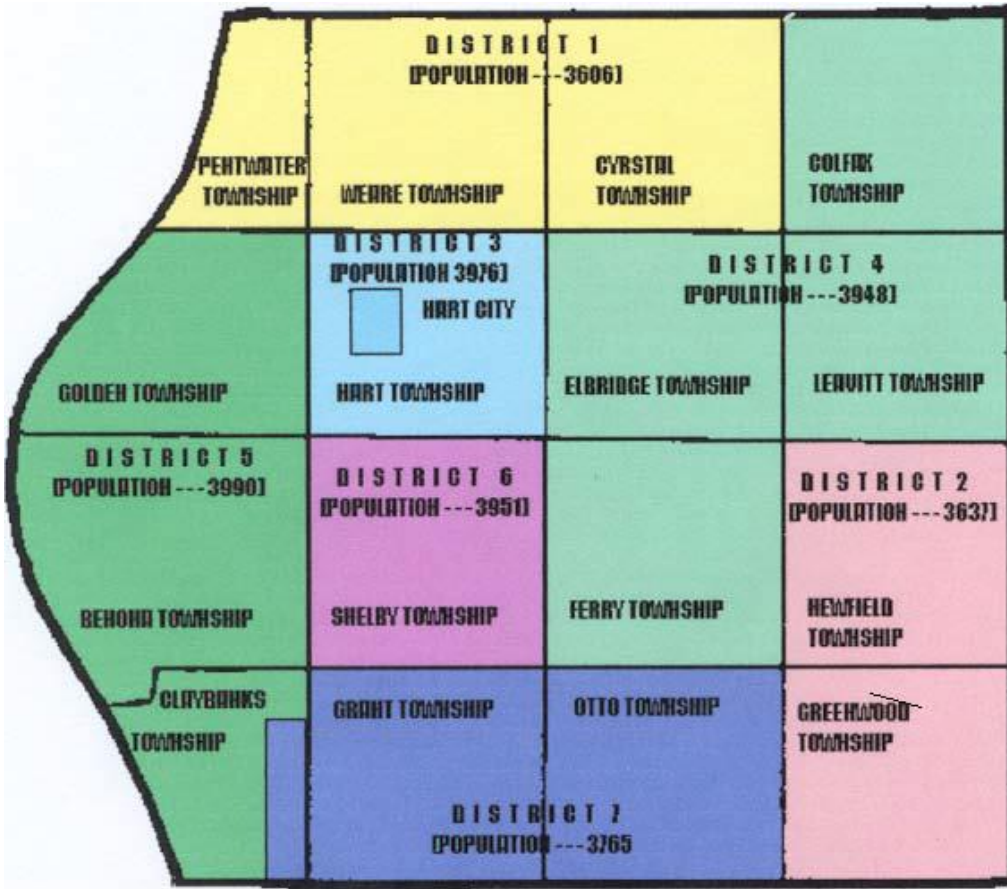 DISTRICT 1
[POPULATION ---3606]
PENTWATER
TOWNSHIP
WEARE TOWNSHIP
CYRSTAL
TOWNSHIP
COLFAX
TOWNSHIP
DISTRICT 3
[POPULATION 3976]
HART CITY
DISTRICT 4
[POPULATION ---3948]
GOLDEN TOWNSHIP
HART TOWNSHIP
ELBRIDGE TOWNSHIP
LEAVITT TOWNSHIP
DISTRICT 5
[POPULATION ---3990]
DISTRICT 6
[POPULATION ---3951]
DISTRICT 2
[POPULATION ---3637]
BENONA TOWNSHIP
SHELBY TOWNSHIP
FERRY TOWNSHIP
NEWFIELD
TOWNSHIP
CLAYBANKS
TOWNSHIP
GRANT TOWNSHIP
OTTO TOWNSHIP
GREENWOOD
TOWNSHIP
DISTRICT 7
[POPULATION ---3765